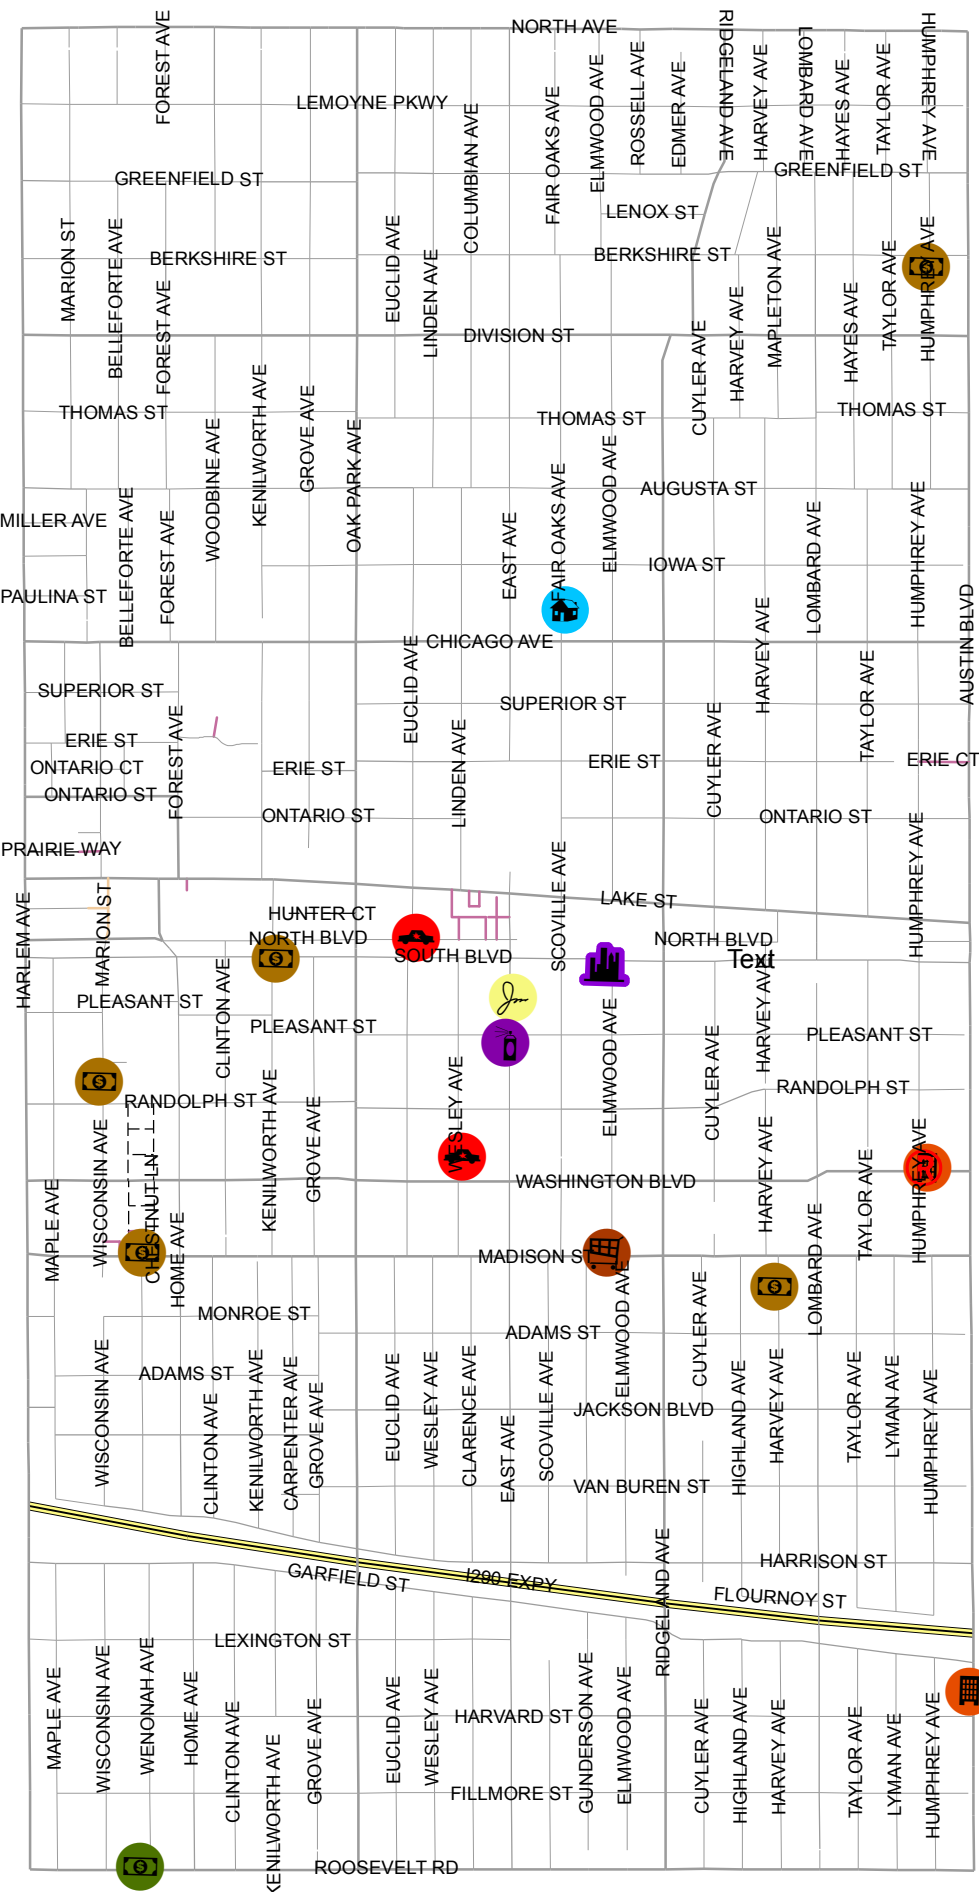 NORTH AVE
FOREST AVE
RIDGELAND AVE
HARVEY AVE
LOMBARD AVE
HAYES AVE
TAYLOR AVE
HUMPHREY AVE
LEMOYNE PKWY
COLUMBIAN AVE
FAIR OAKS AVE
ELMWOOD AVE
ROSSELL AVE
EDMER AVE
GREENFIELD ST
GREENFIELD ST
LENOX ST
MARION ST
BELLEFORTE AVE
BERKSHIRE ST
FOREST AVE
EUCLID AVE
LINDEN AVE
BERKSHIRE ST
MAPLETON AVE
TAYLOR AVE
HUMPHREY AVE
HARVEY AVE
HAYES AVE
DIVISION ST
CUYLER AVE
THOMAS ST
THOMAS ST
THOMAS ST
WOODBINE AVE
KENILWORTH AVE
GROVE AVE
OAK PARK AVE
AUGUSTA ST
MILLER AVE
BELLEFORTE AVE
FOREST AVE
EAST AVE
FAIR OAKS AVE
ELMWOOD AVE
IOWA ST
LOMBARD AVE
HUMPHREY AVE
PAULINA ST
AUSTIN BLVD
CHICAGO AVE
EUCLID AVE
HARVEY AVE
SUPERIOR ST
SUPERIOR ST
TAYLOR AVE
ERIE ST
FOREST AVE
LINDEN AVE
CUYLER AVE
ERIE ST
ERIE CT
ONTARIO CT
ERIE ST
ONTARIO ST
ONTARIO ST
ONTARIO ST
PRAIRIE WAY
HUMPHREY AVE
SCOVILLE AVE
LAKE ST
HARLEM AVE
MARION ST
HUNTER CT
NORTH BLVD
NORTH BLVD
SOUTH BLVD
Text
HARVEY AVE
PLEASANT ST
CLINTON AVE
PLEASANT ST
ELMWOOD AVE
CUYLER AVE
PLEASANT ST
RANDOLPH ST
RANDOLPH ST
WISCONSIN AVE
KENILWORTH AVE
GROVE AVE
WESLEY AVE
HARVEY AVE
HUMPHREY AVE
WASHINGTON BLVD
MAPLE AVE
CHESTNUT LN
HOME AVE
TAYLOR AVE
LOMBARD AVE
MADISON ST
ELMWOOD AVE
CUYLER AVE
MONROE ST
ADAMS ST
ADAMS ST
WISCONSIN AVE
CLINTON AVE
KENILWORTH AVE
CARPENTER AVE
GROVE AVE
EUCLID AVE
WESLEY AVE
CLARENCE AVE
EAST AVE
SCOVILLE AVE
JACKSON BLVD
HIGHLAND AVE
HARVEY AVE
TAYLOR AVE
LYMAN AVE
HUMPHREY AVE
VAN BUREN ST
RIDGELAND AVE
HARRISON ST
GARFIELD ST
I290 EXPY
FLOURNOY ST
LEXINGTON ST
MAPLE AVE
WISCONSIN AVE
WENONAH AVE
HOME AVE
CLINTON AVE
KENILWORTH AVE
GROVE AVE
EUCLID AVE
WESLEY AVE
HARVARD ST
GUNDERSON AVE
ELMWOOD AVE
CUYLER AVE
HIGHLAND AVE
HARVEY AVE
TAYLOR AVE
LYMAN AVE
HUMPHREY AVE
FILLMORE ST
ROOSEVELT RD